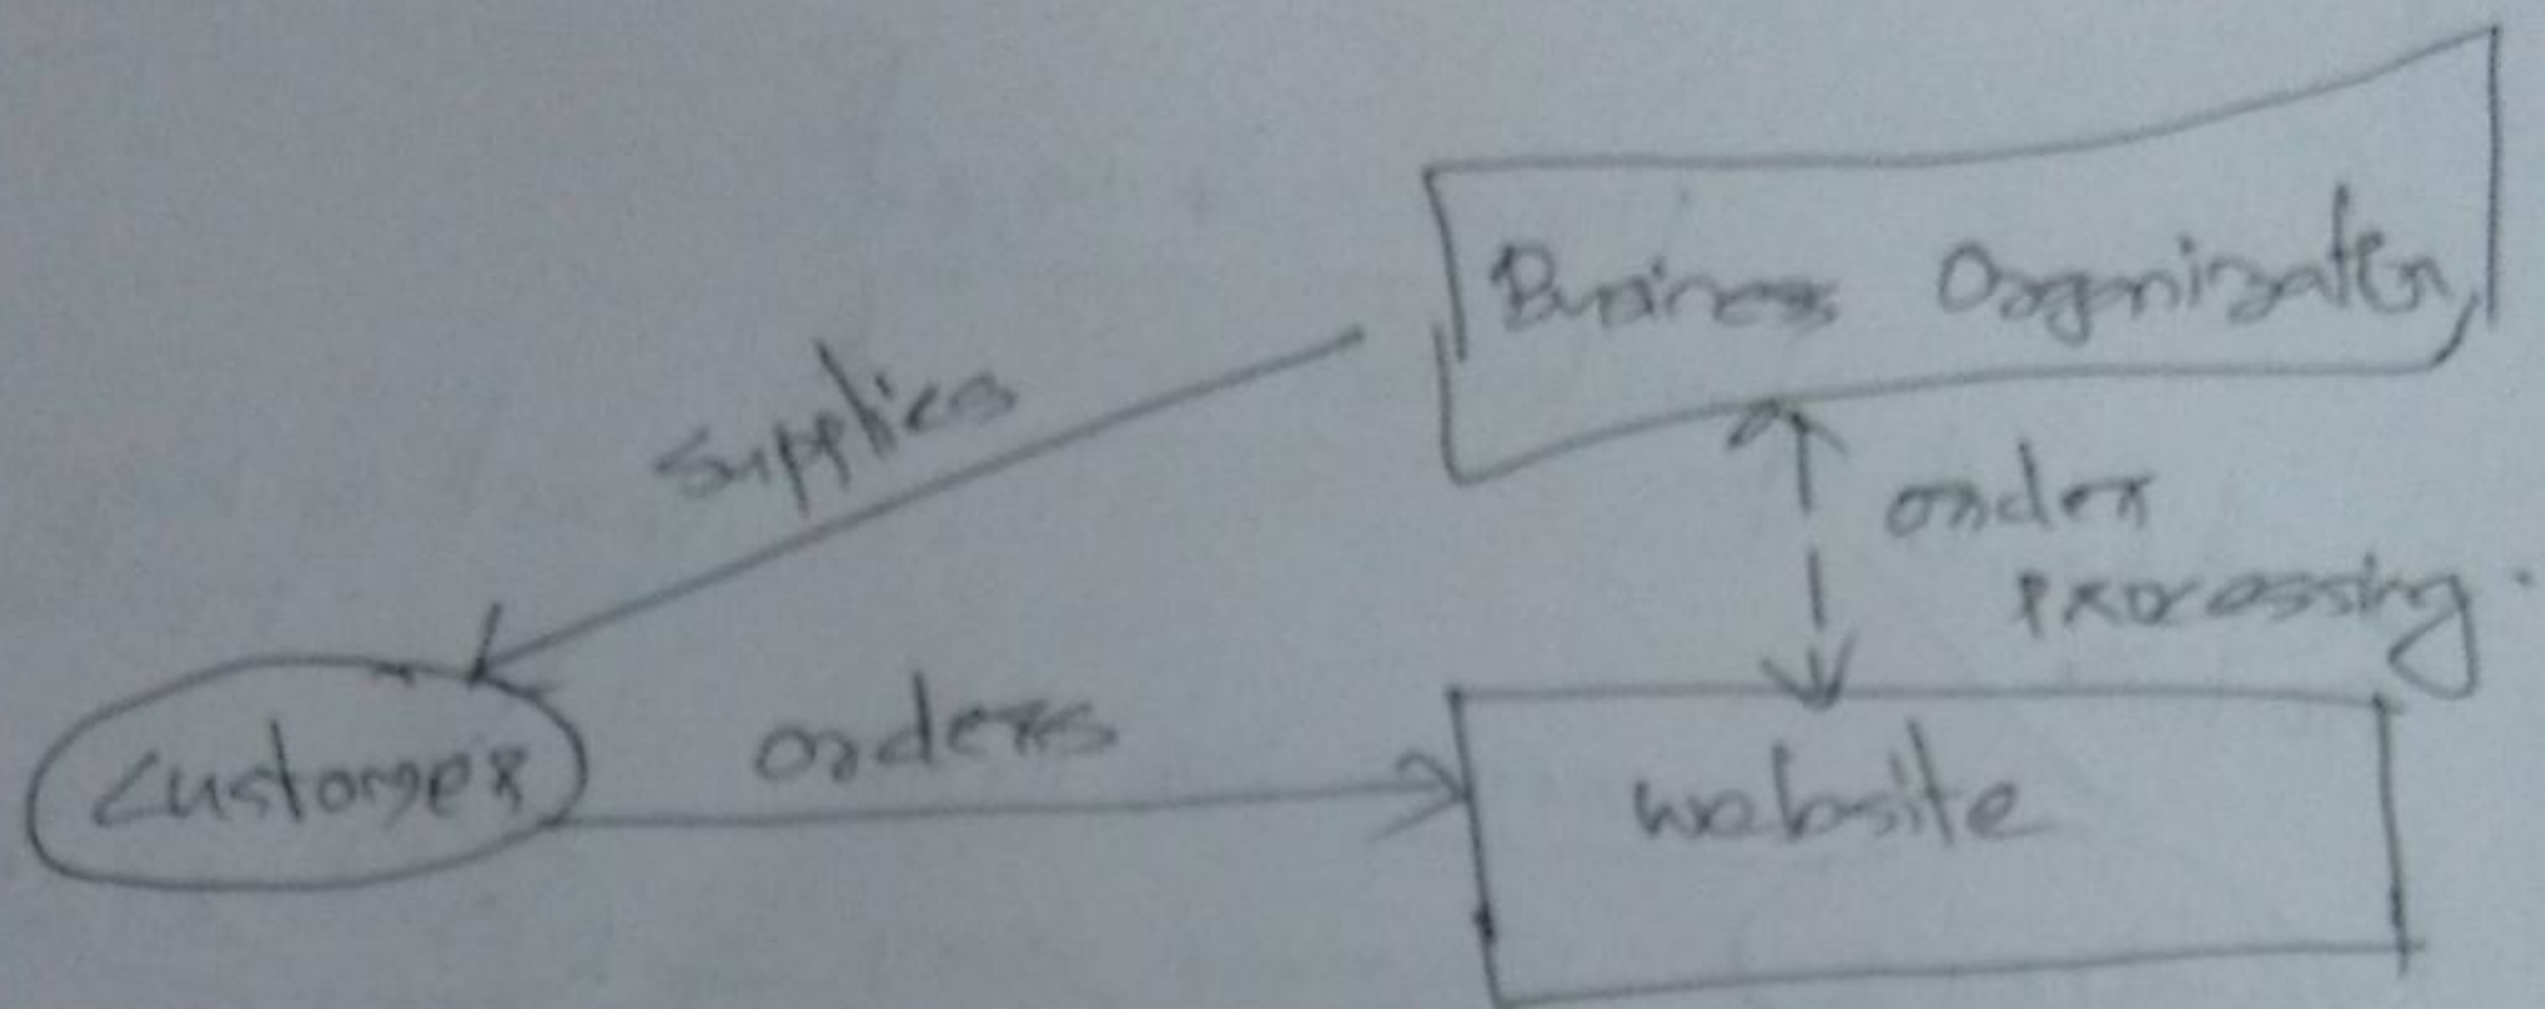 Business Organization
Supplies
order
processing.
orders
customer
website